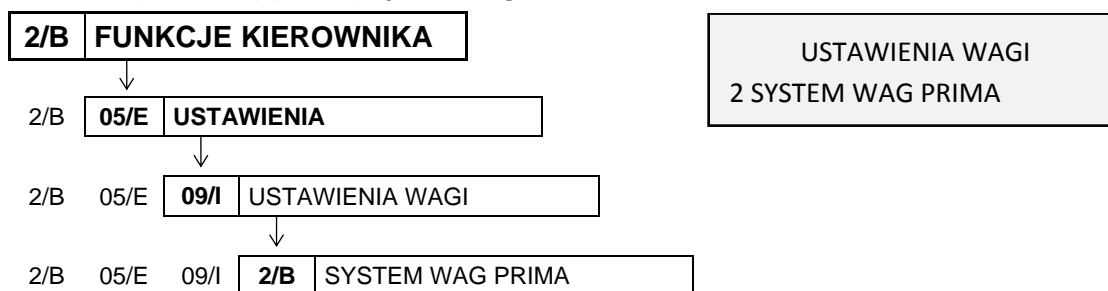 2/B FUNKCJE KIEROWNIKA
USTAWIENIA WAGI
2 SYSTEM WAG PRIMA
2/B 05/E USTAWIENIA
2/B 05/E 09/I USTAWIENIA WAGI
2/B 05/E 09/I 2/B SYSTEM WAG PRIMA